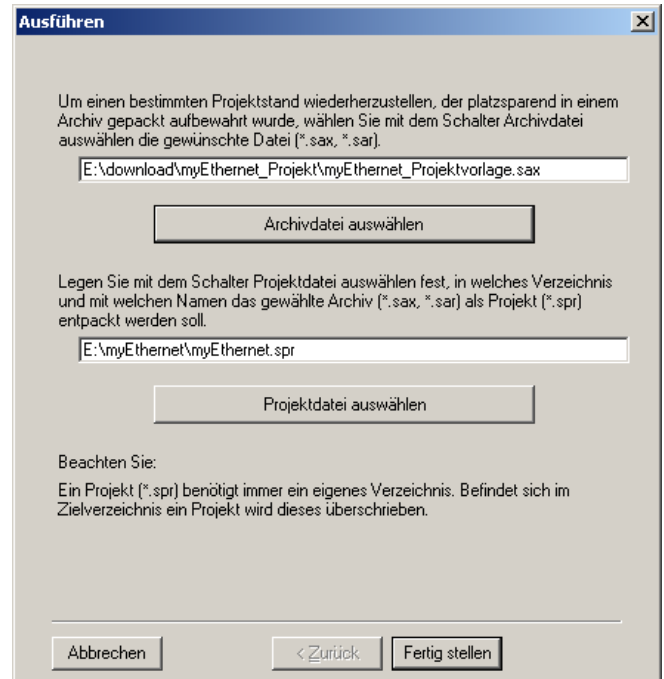 Ausführen
Um einen bestimmten Projektstand wiederherzustellen, der platzsparend in einem
Archiv gepackt aufbewahrt wurde, wählen Sie mit dem Schalter Archivdatei
auswählen die gewünschte Datei (*.sax, *.sar).
E:\download\myEthernet_Projekt\myEthernet_Projektvorlage.sax
Archivdatei auswählen
Legen Sie mit dem Schalter Projektdatei auswählen fest, in welches Verzeichnis
und mit welchen Namen das gewählte Archiv (*.sax, *.sar) als Projekt (*.spr)
entpackt werden soll.
E:\myEthernet\myEthernet.spr
Projektdatei auswählen
Beachten Sie:
Ein Projekt (*.spr) benötigt immer ein eigenes Verzeichnis. Befindet sich im
Zielverzeichnis ein Projekt wird dieses überschrieben.
Abbrechen
< Zurück
Fertig stellen